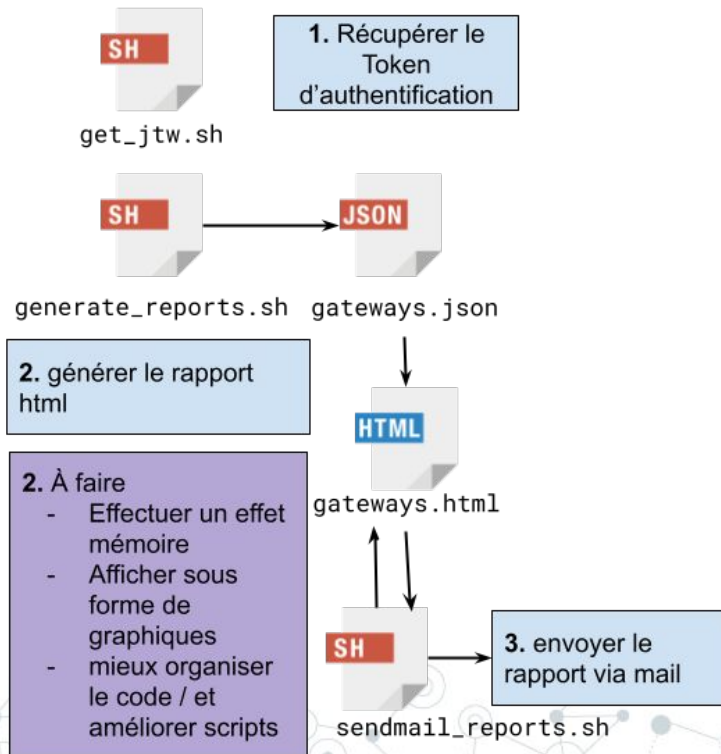 SH
get_jtw.sh
1. Récupérer le
Token
d'authentification
SH
generate_reports.sh
JSON
gateways.json
2. générer le rapport
html
HTML
gateways.html
2. À faire
- Effectuer un effet
mémoire
- Afficher sous
forme de
graphiques
- mieux organiser
le code / et
améliorer scripts
SH
sendmail_reports.sh
3. envoyer le
rapport via mail